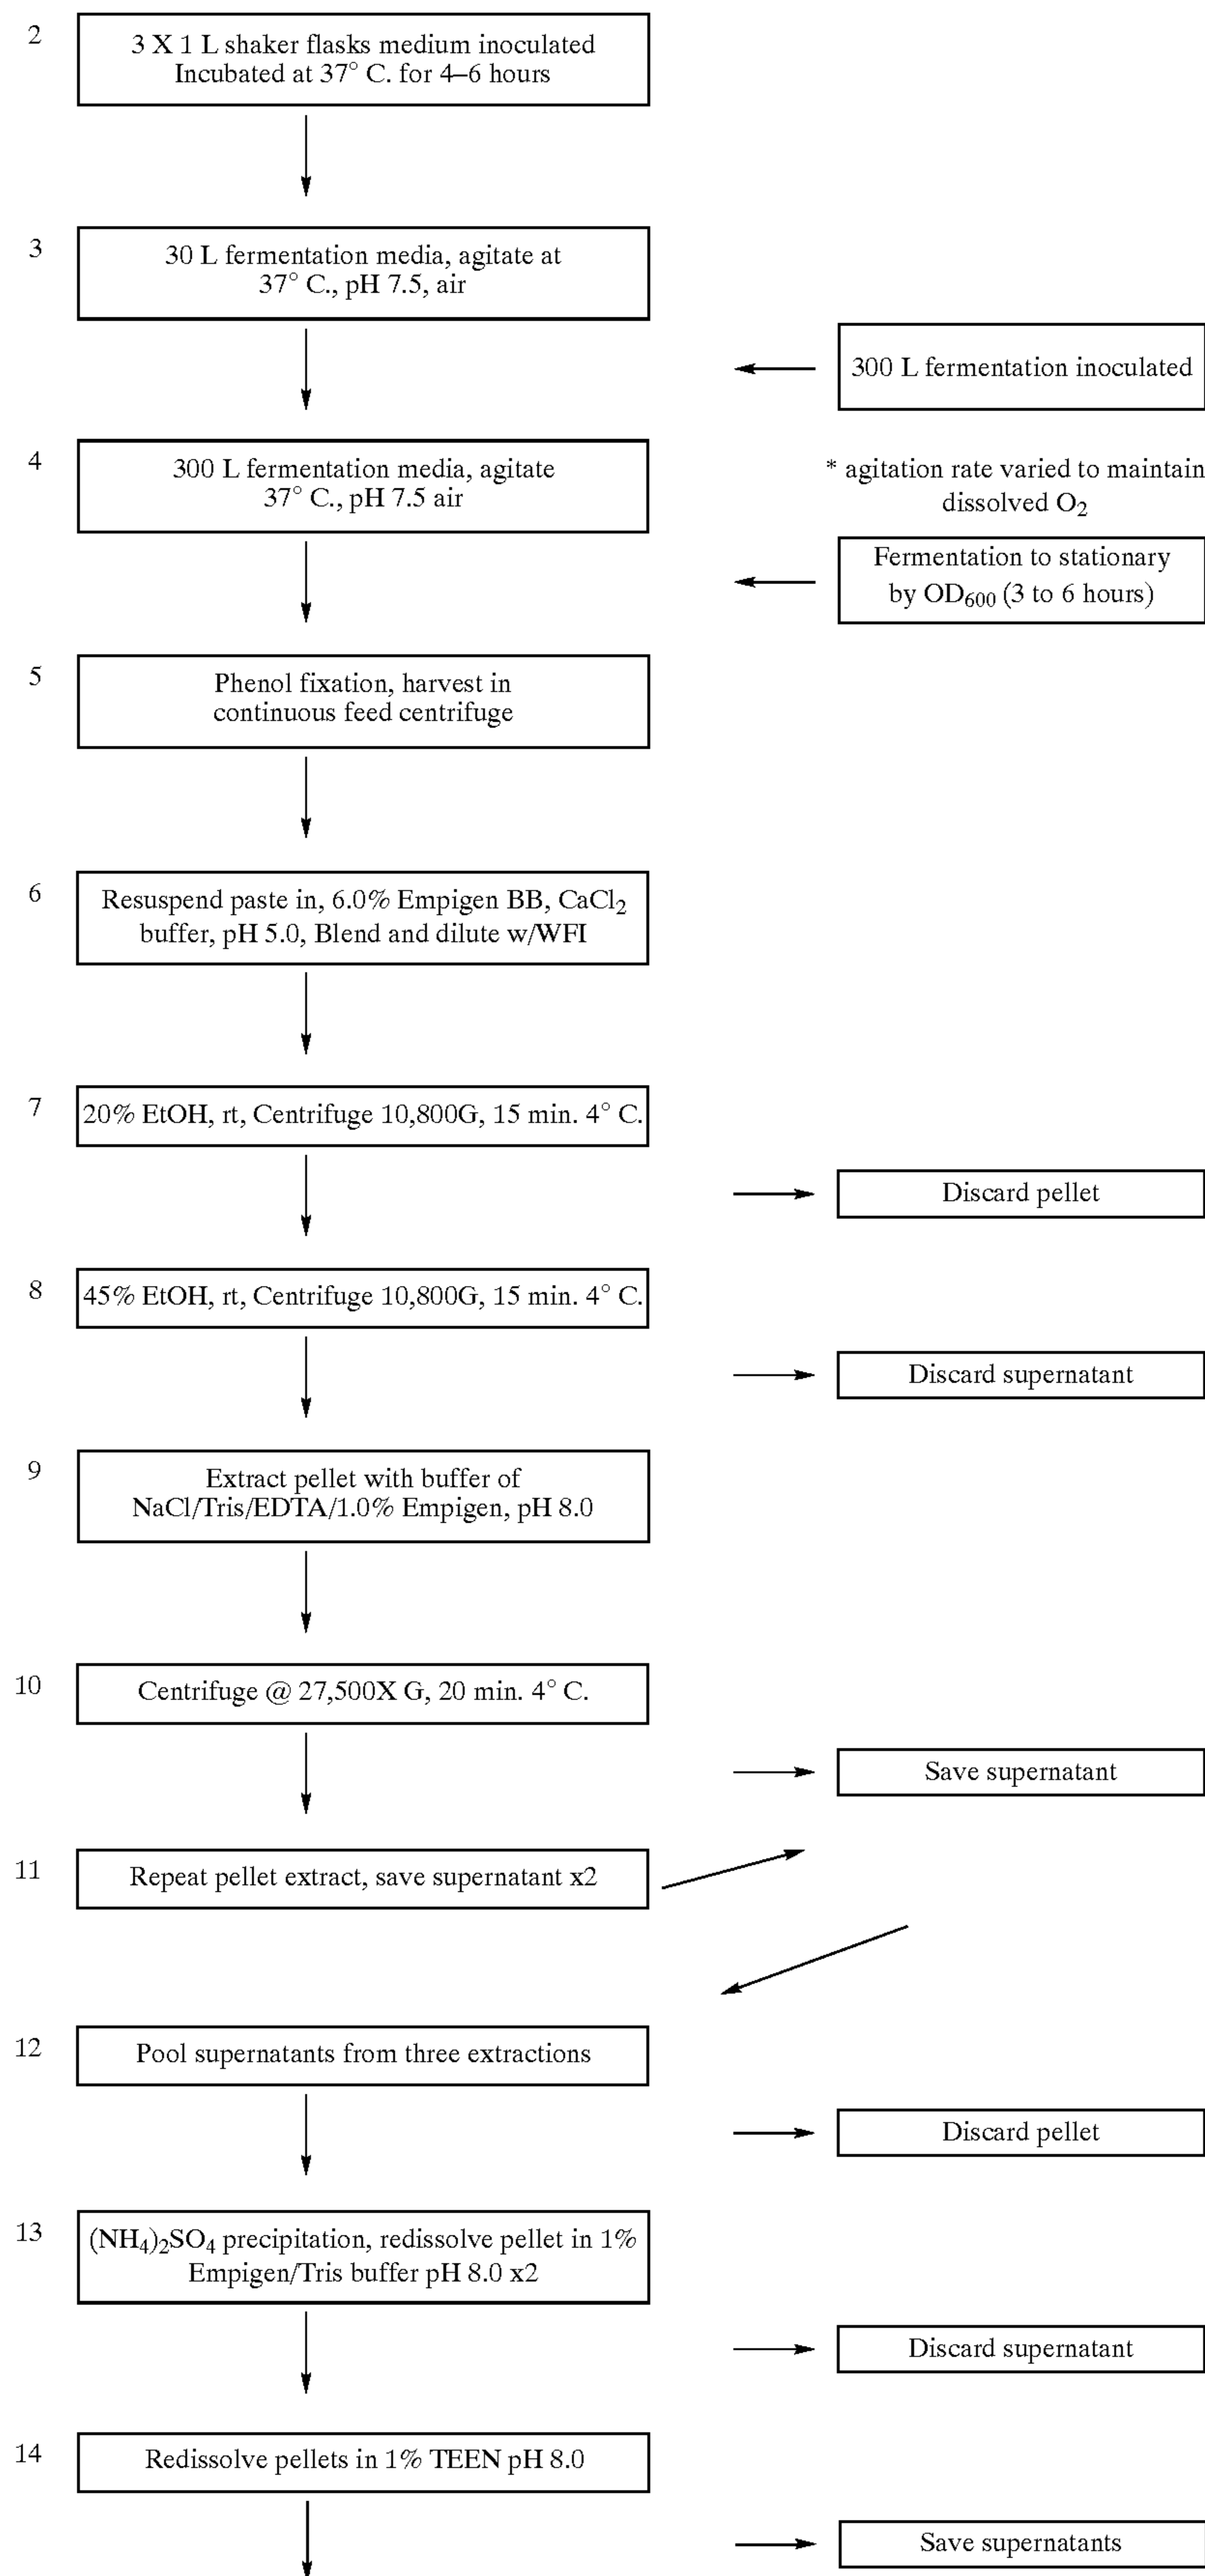 2
3 X 1 L shaker flasks medium inoculated
Incubated at 37° C. for 4–6 hours
3
30 L fermentation media, agitate at
37° C., pH 7.5, air
300 L fermentation inoculated
4
300 L fermentation media, agitate
37° C., pH 7.5 air
* agitation rate varied to maintain
dissolved O₂
Fermentation to stationary
by OD₆₀₀ (3 to 6 hours)
5
Phenol fixation, harvest in
continuous feed centrifuge
6
Resuspend paste in, 6.0% Empigen BB, CaCl₂
buffer, pH 5.0, Blend and dilute w/WFI
7
20% EtOH, rt, Centrifuge 10,800G, 15 min. 4° C.
Discard pellet
8
45% EtOH, rt, Centrifuge 10,800G, 15 min. 4° C.
Discard supernatant
9
Extract pellet with buffer of
NaCl/Tris/EDTA/1.0% Empigen, pH 8.0
10
Centrifuge @ 27,500X G, 20 min. 4° C.
Save supernatant
11
Repeat pellet extract, save supernatant x2
12
Pool supernatants from three extractions
Discard pellet
13
(NH₄)₂SO₄ precipitation, redissolve pellet in 1%
Empigen/Tris buffer pH 8.0 x2
Discard supernatant
14
Redissolve pellets in 1% TEEN pH 8.0
Save supernatants